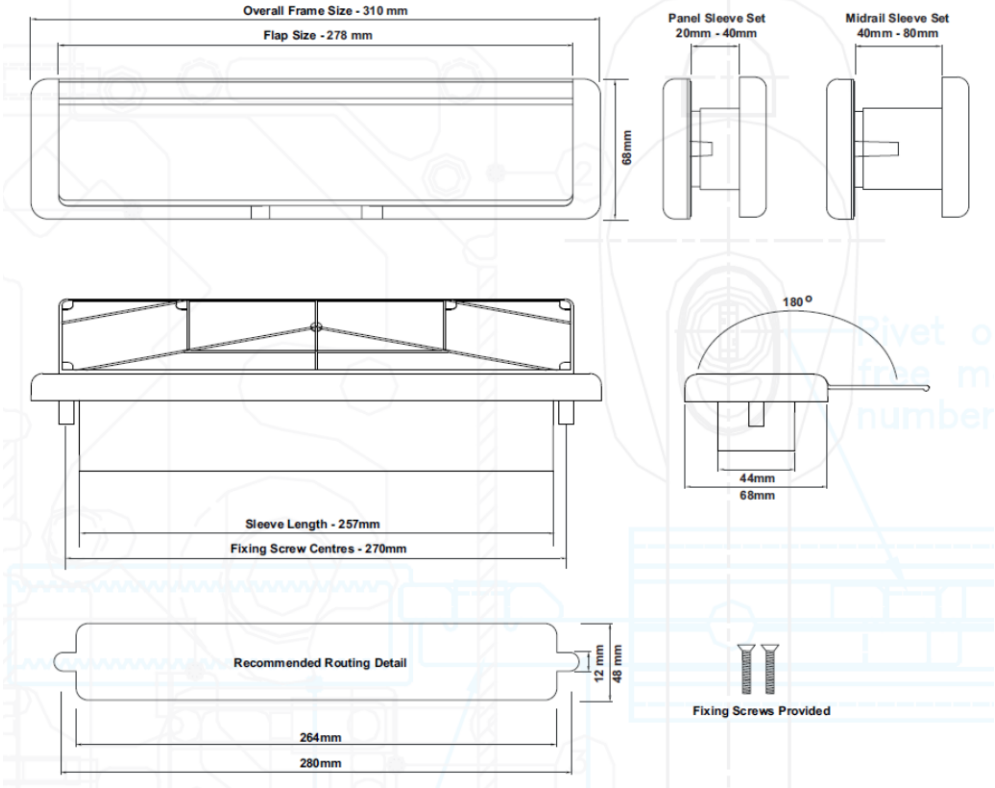 Overall Frame Size - 310 mm
Flap Size - 278 mm
68mm
Panel Sleeve Set
20mm - 40mm
Midrail Sleeve Set
40mm - 80mm
2
180°
Pivet o
free m
number
44mm
68mm
Sleeve Length - 257mm
Fixing Screw Centres - 270mm
Recommended Routing Detail
12 mm
48 mm
264mm
280mm
3
Fixing Screws Provided